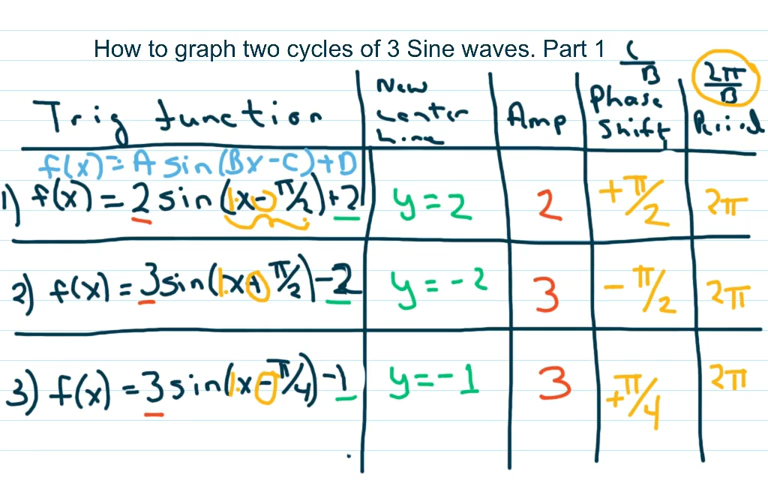 How to graph two cycles of 3 Sine waves. Part 1
C/B
2π/B
Trig function
New Center Line
Amp
Phase Shift
Period
f(x) = A sin(Bx-C)+D
1) f(x) = 2 sin(1x-π/2)+2
y=2
2
+π/2
2π
2) f(x) = 3sin(1x+π/2)-2
y=-2
3
-π/2
2π
3) f(x) = 3 sin(1x-π/4)-1
y=-1
3
+π/4
2π